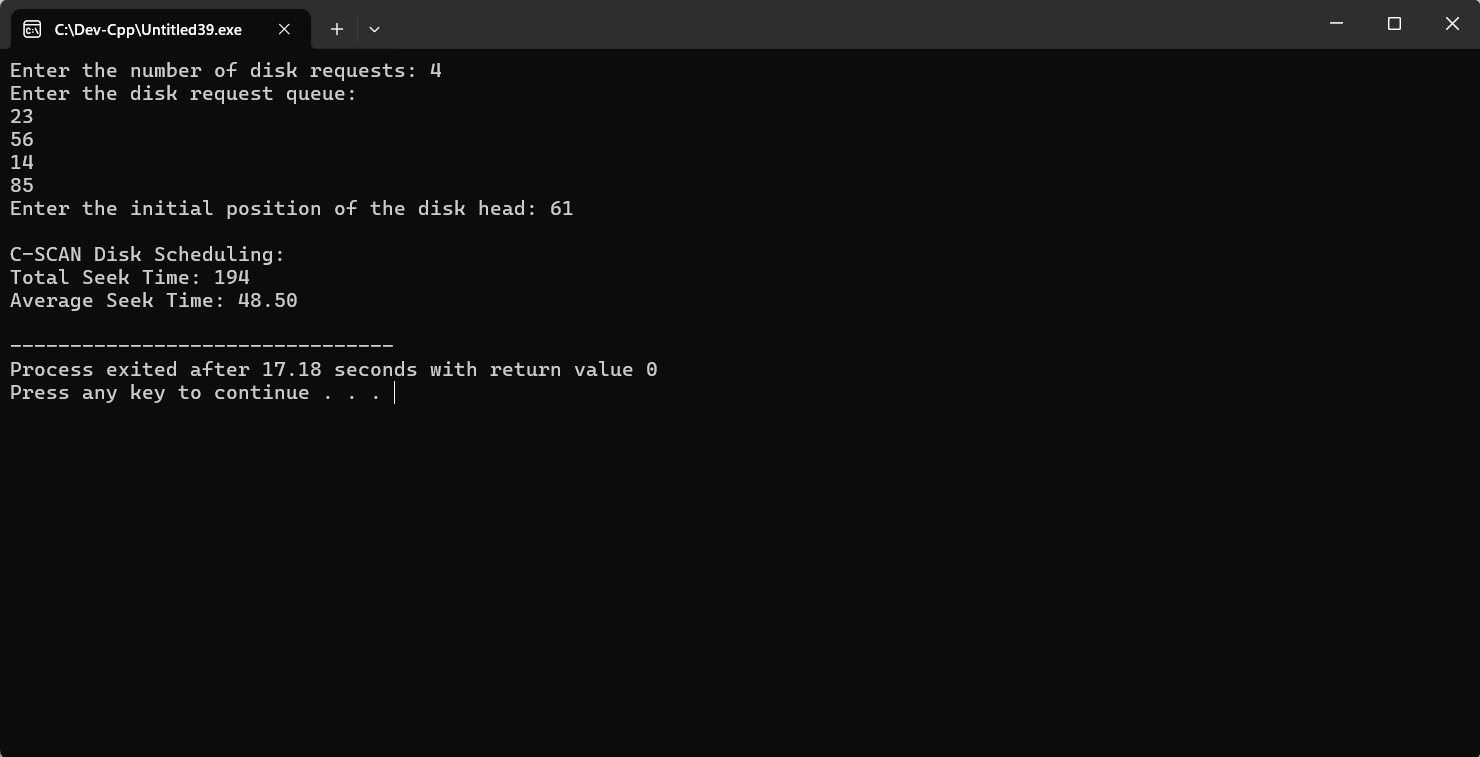 C:\Dev-Cpp\Untitled39.exe
Enter the number of disk requests: 4
Enter the disk request queue:
23
56
14
85
Enter the initial position of the disk head: 61
C-SCAN Disk Scheduling:
Total Seek Time: 194
Average Seek Time: 48.50
--------------------------------
Process exited after 17.18 seconds with return value 0
Press any key to continue . . .